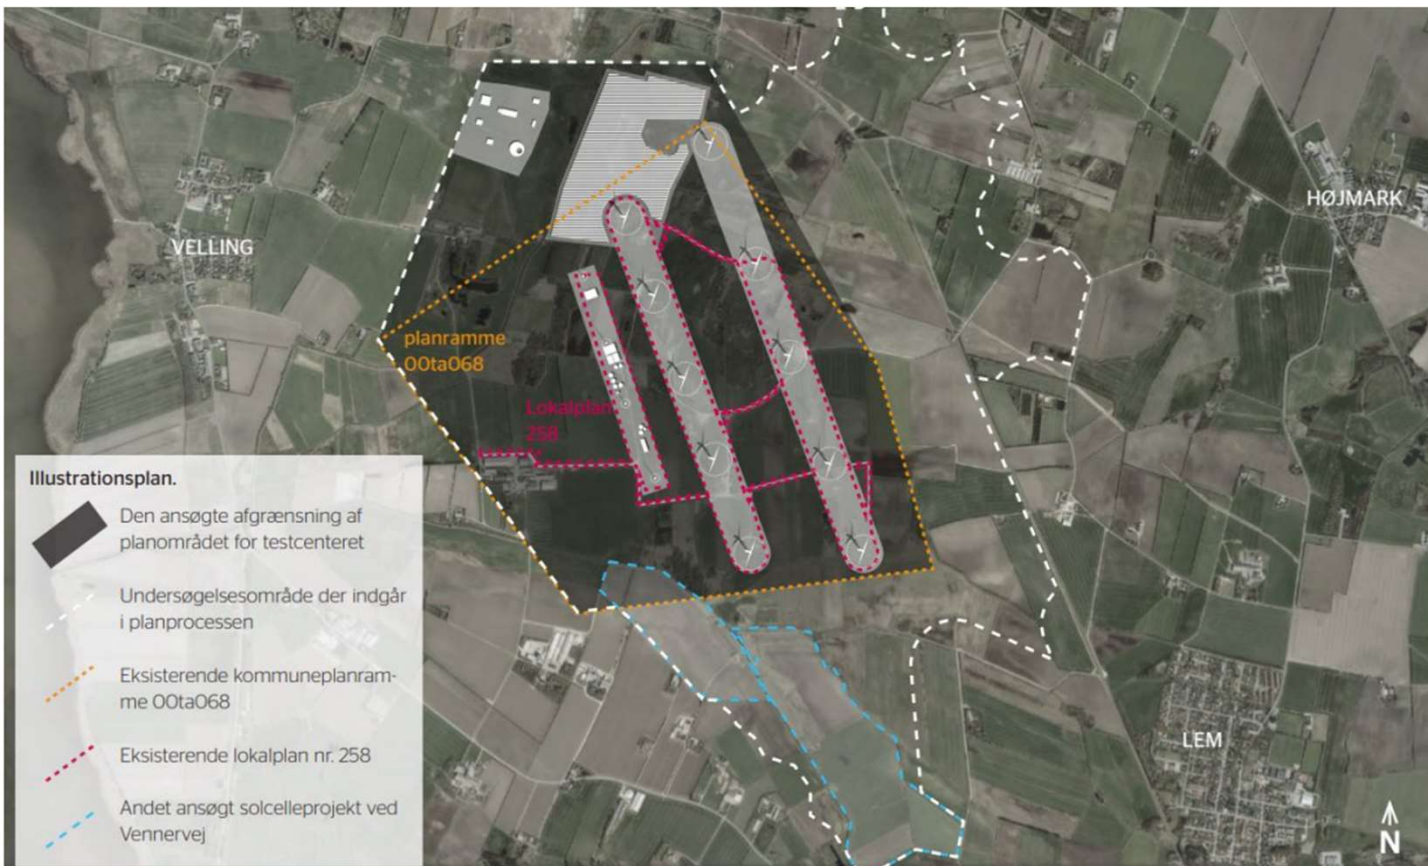 HØJMARK
VELLING
planramme
00ta068
Lokalplan
258
Illustrationsplan.
Den ansøgte afgrænsning af
planområdet for testcenteret
Undersøgelsesområde der indgår
i planprocessen
Eksisterende kommuneplanram-
me 00ta068
Eksisterende lokalplan nr. 258
Andet ansøgt solcelleprojekt ved
Vennervej
LEM
N